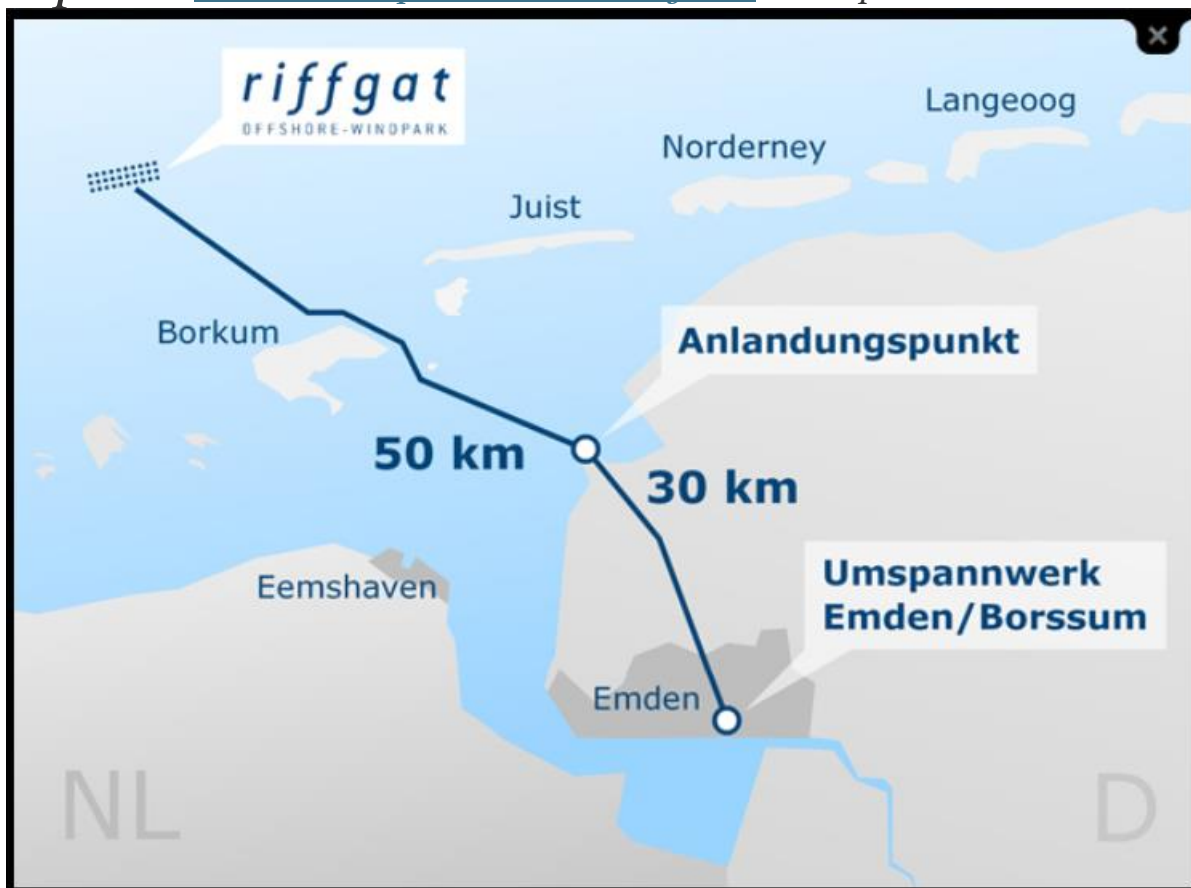 riffgat
OFFSHORE-WINDPARK
Langeoog
Norderney
Juist
Borkum
Anlandungspunkt
50 km
30 km
Eemshaven
Umspannwerk
Emden/Borssum
Emden
NL
D